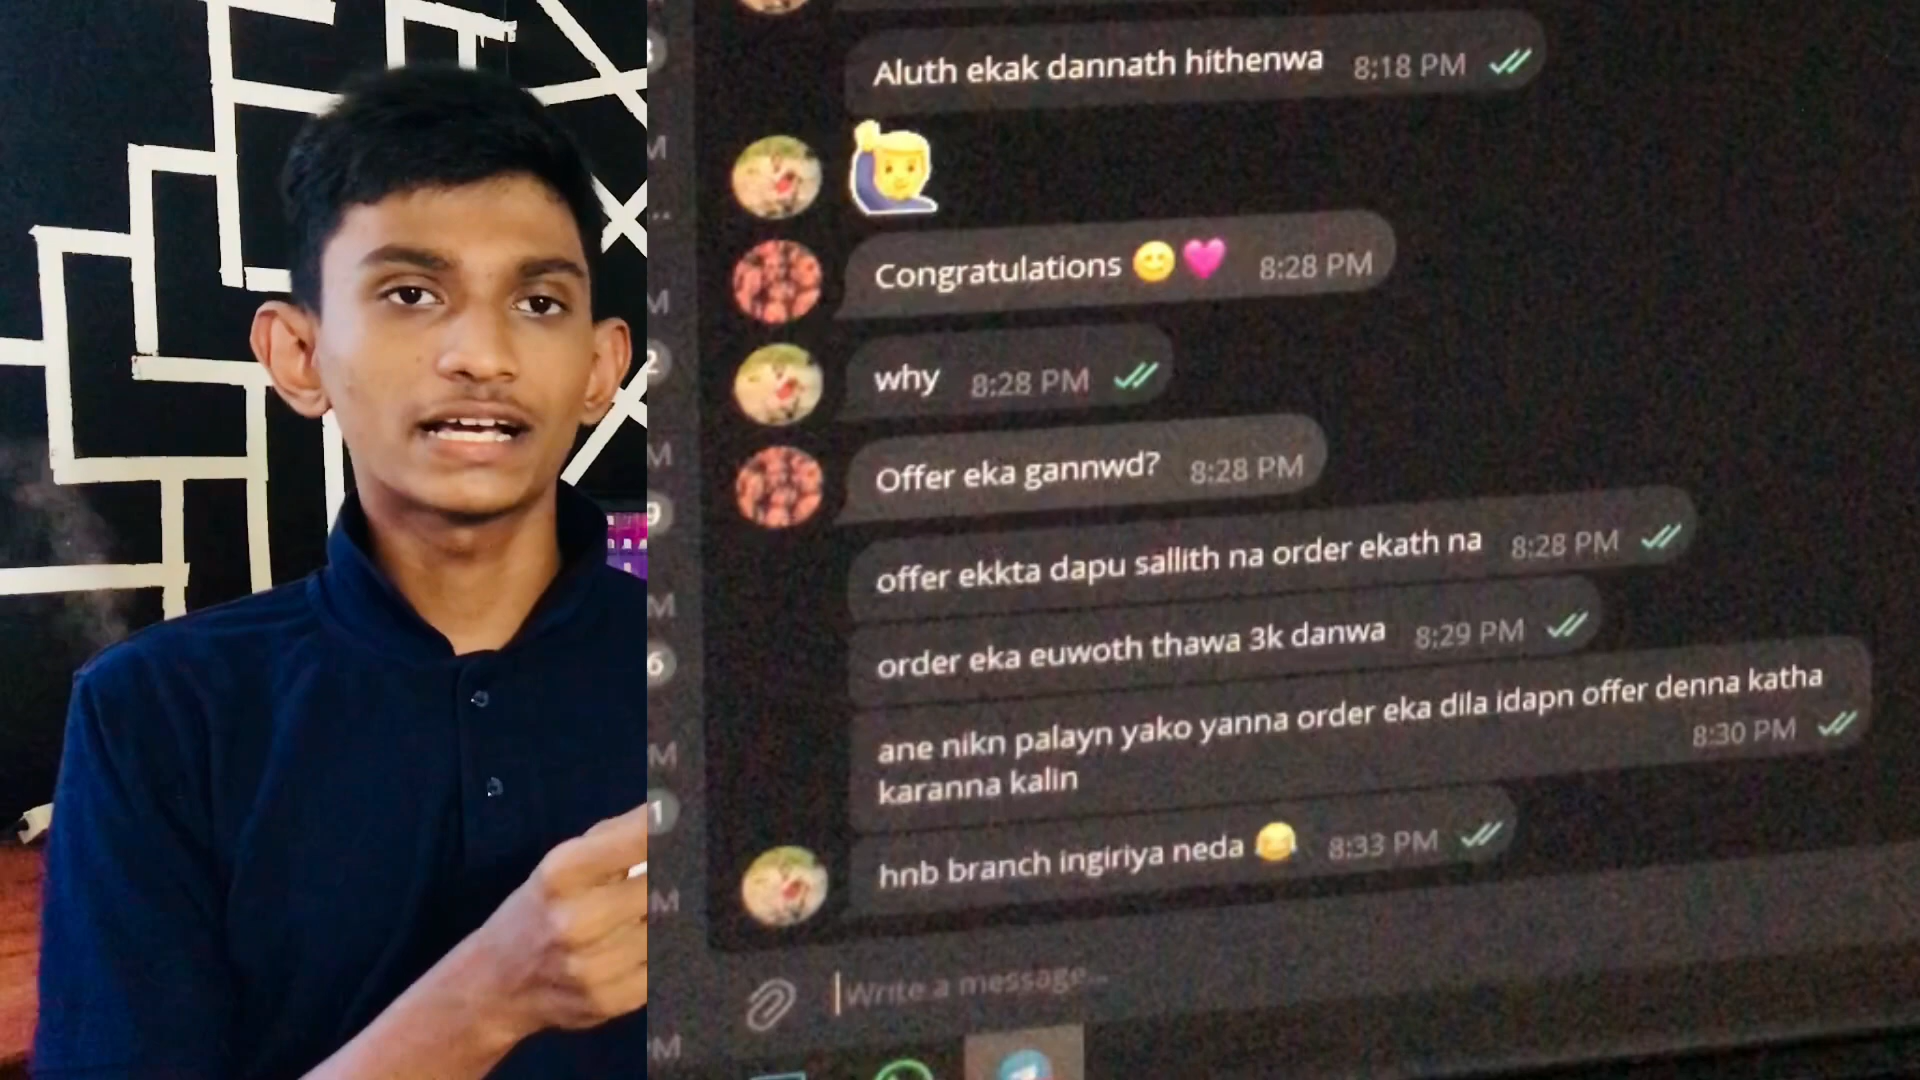 Aluth ekak dannath hithenwa 8:18 PM
Congratulations 😊💗 8:28 PM
why 8:28 PM
Offer eka gannwd? 8:28 PM
offer ekkta dapu sallith na order ekath na 8:28 PM
order eka euwoth thawa 3k danwa 8:29 PM
ane nikn palayn yako yanna order eka dila idapn offer denna katha
karanna kalin 8:30 PM
hnb branch ingiriya neda 😂 8:33 PM
Write a message...